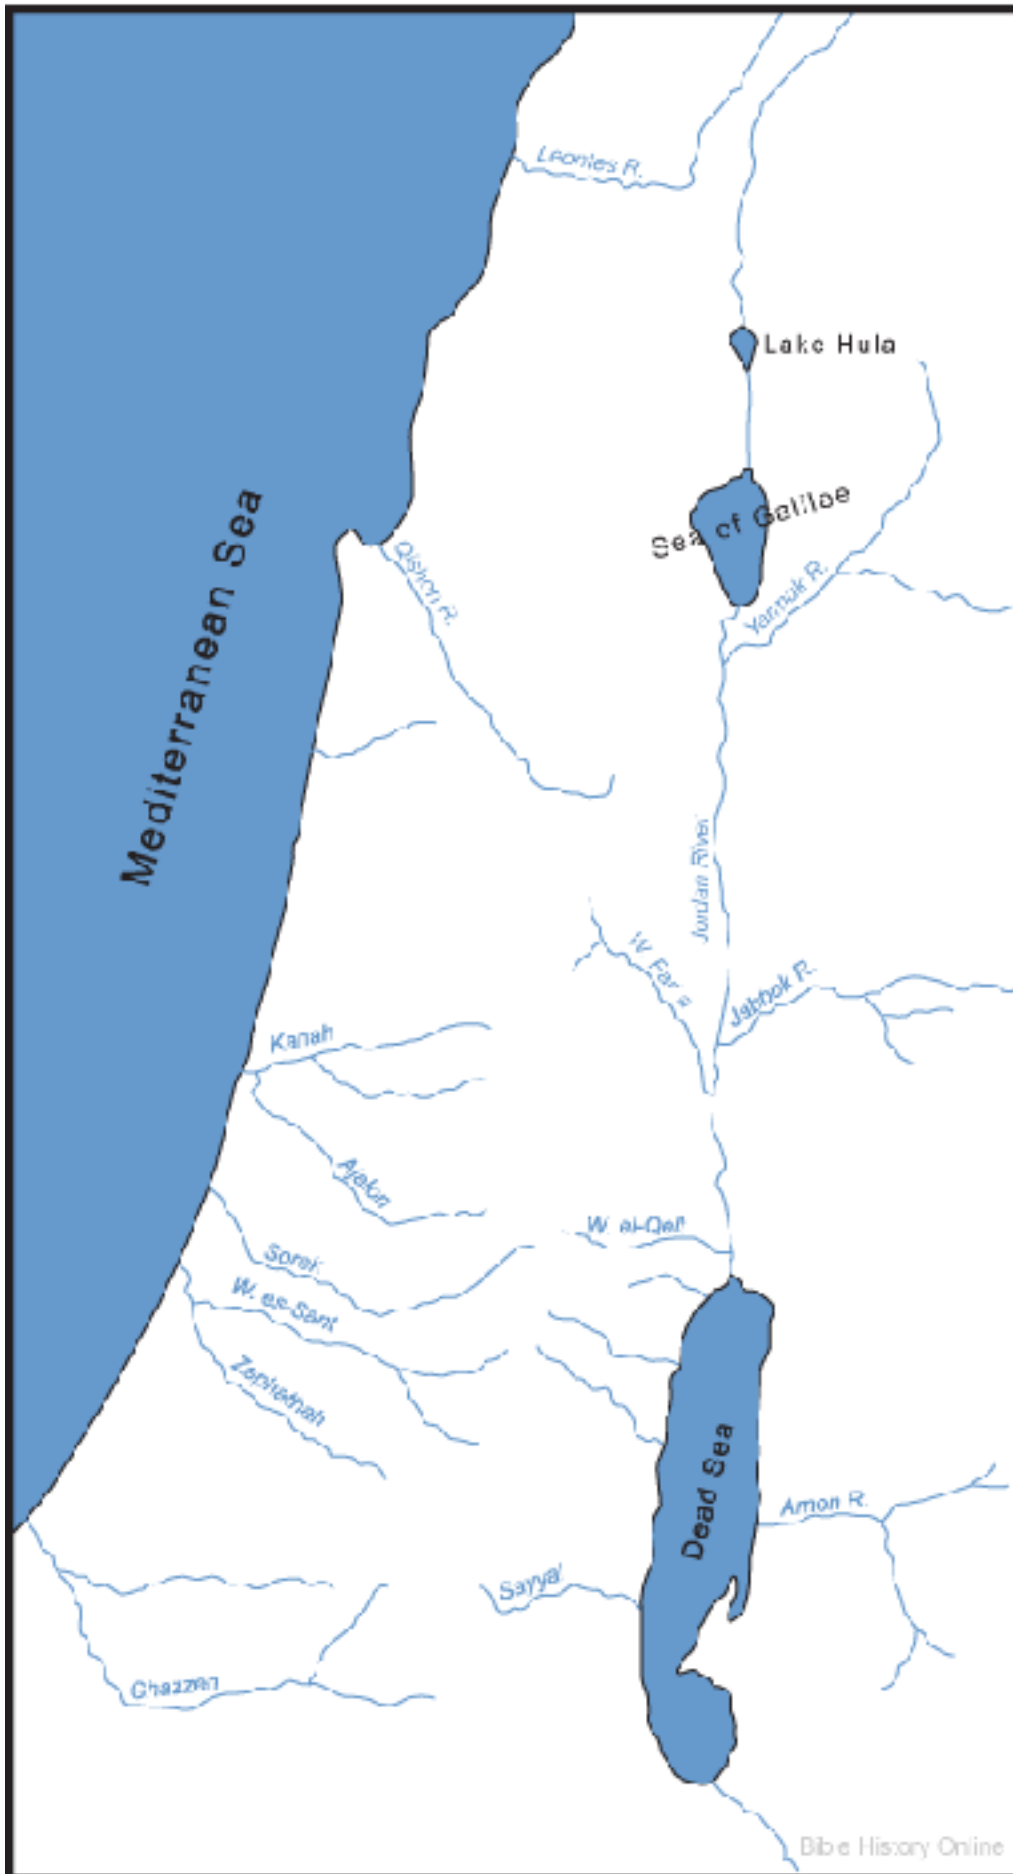 Leontes R.
Lake Hula
Sea of Galilee
Mediterranean Sea
Qishon R.
Yarmuk R.
Jordan River
W. Far'a
Jabbok R.
Kanah
Ajalon
W. el-Qelt
Sorek
W. es-Sant
Zephathah
Dead Sea
Arnon R.
Sayyal
Ghazzeh
Bible History Online